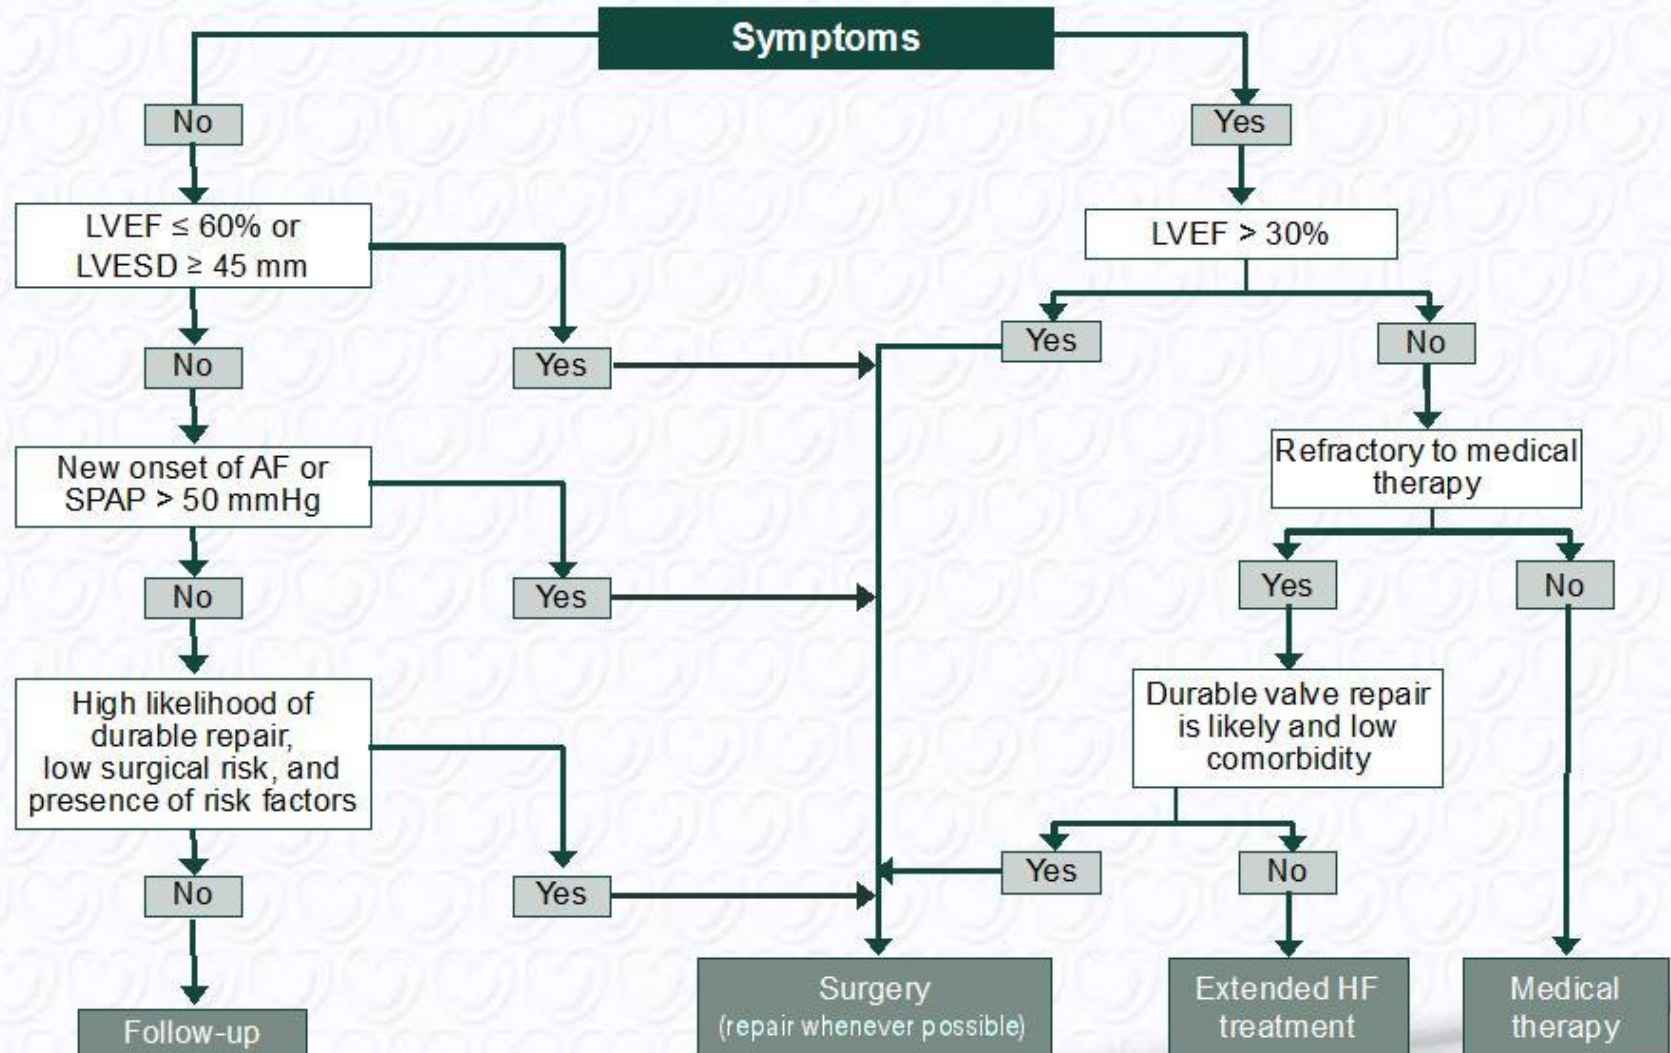 Symptoms
No
Yes
LVEF ≤ 60% or
LVESD ≥ 45 mm
LVEF > 30%
No
Yes
Yes
No
New onset of AF or
SPAP > 50 mmHg
Refractory to medical
therapy
No
Yes
Yes
No
High likelihood of
durable repair,
low surgical risk, and
presence of risk factors
Durable valve repair
is likely and low
comorbidity
No
Yes
Yes
No
Follow-up
Surgery
(repair whenever possible)
Extended HF
treatment
Medical
therapy